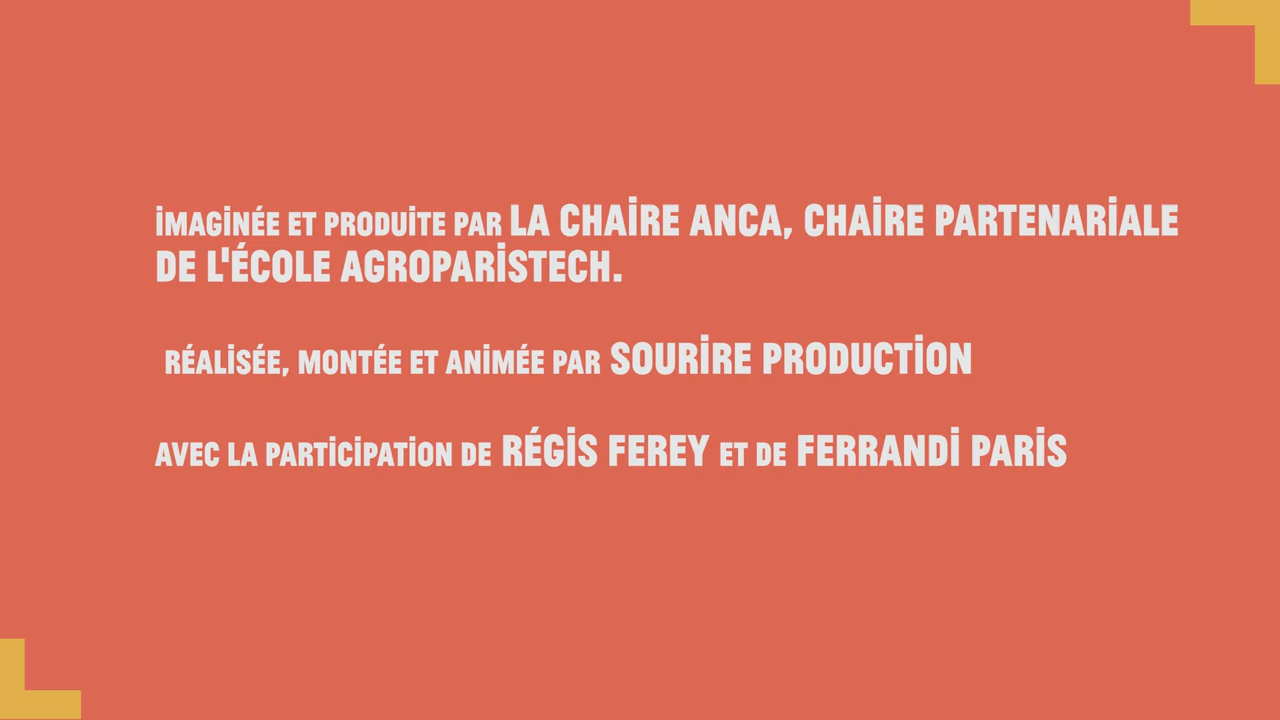 IMAGINÉE ET PRODUITE PAR LA CHAIRE ANCA, CHAIRE PARTENARIALE
DE L'ÉCOLE AGROPARISTECH.
RÉALISÉE, MONTÉE ET ANIMÉE PAR SOURIRE PRODUCTION
AVEC LA PARTICIPATION DE RÉGIS FEREY ET DE FERRANDI PARIS